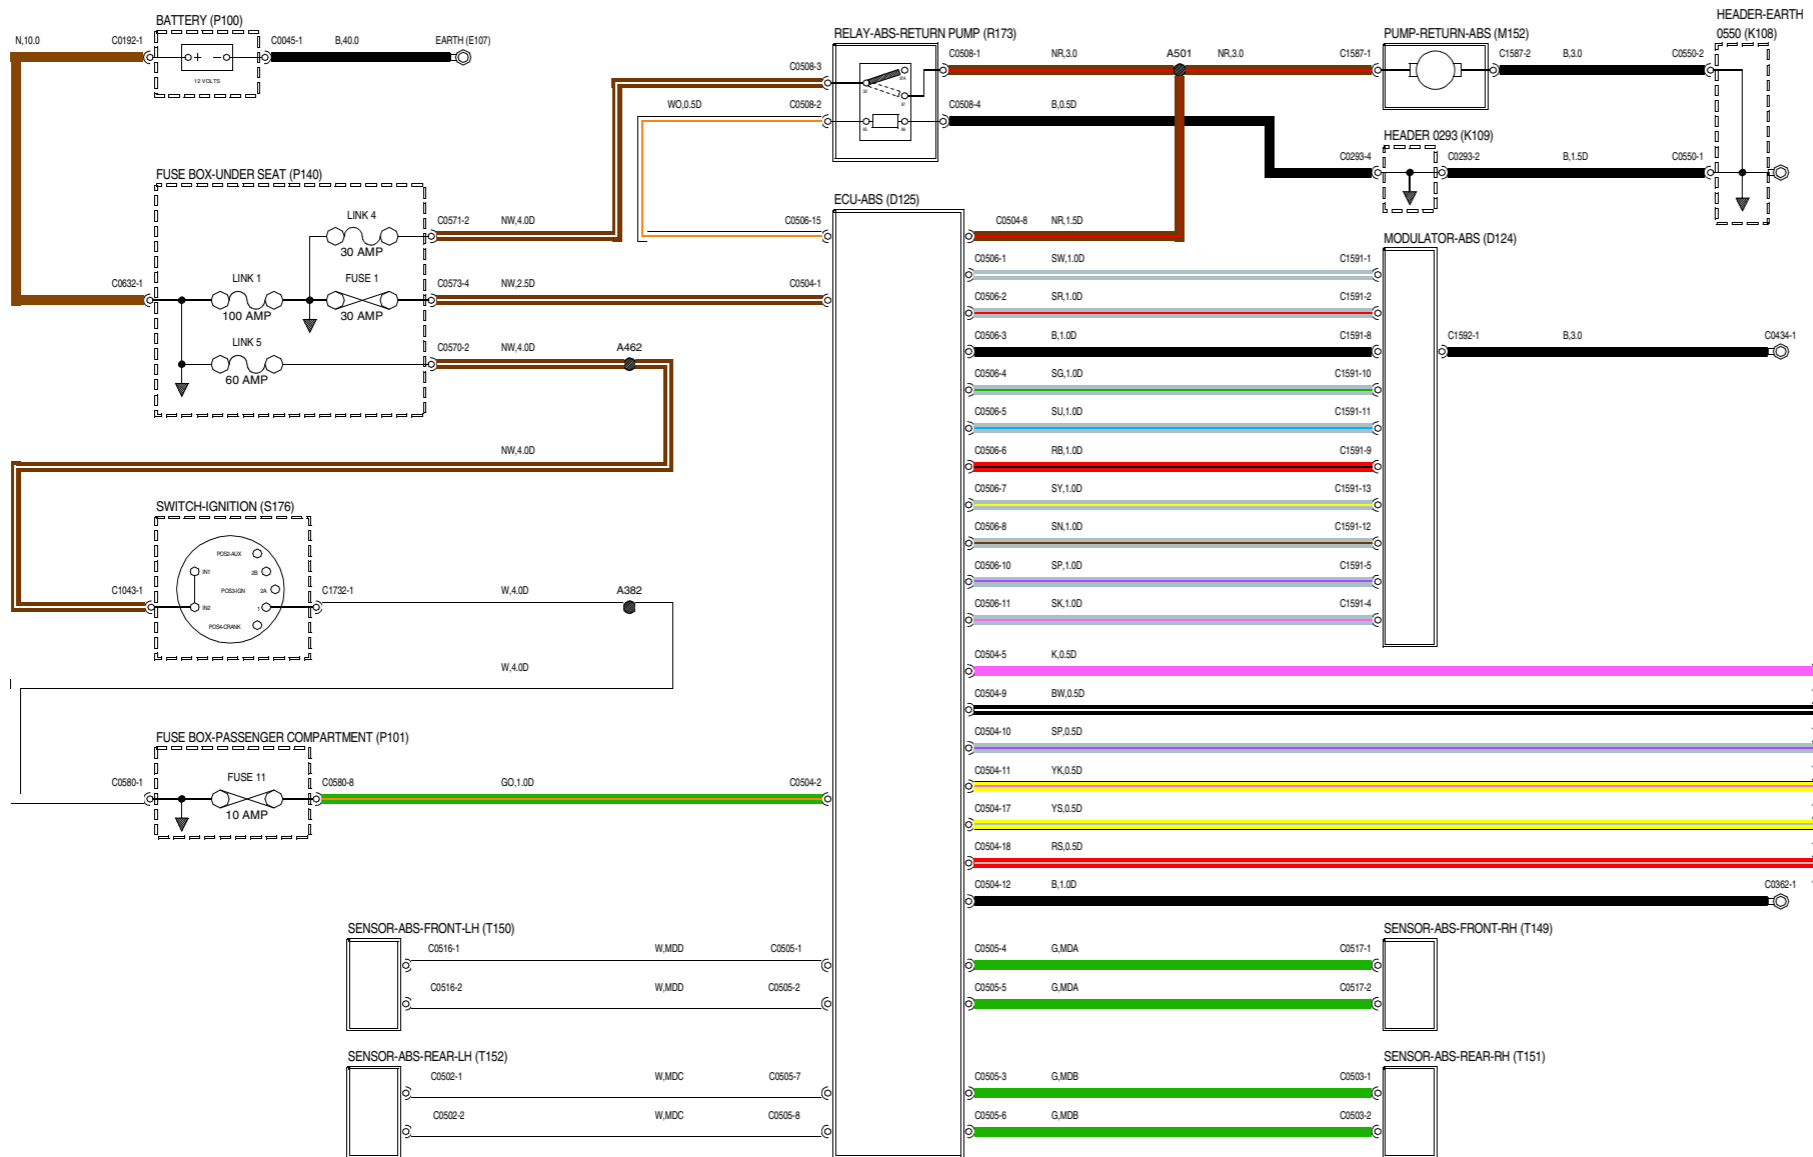 BATTERY (P100)
N,10.0
C0192-1
C0045-1
B,40.0
EARTH (E107)
+ −
12 VOLTS
RELAY-ABS-RETURN PUMP (R173)
C0508-3
C0508-1
NR,3.0
A501
NR,3.0
C1587-1
PUMP-RETURN-ABS (M152)
C1587-2
B,3.0
C0550-2
HEADER-EARTH
0550 (K108)
WO,0.5D
C0508-2
30
87A
87
85
86
C0508-4
B,0.5D
HEADER 0293 (K109)
C0293-4
C0293-2
B,1.5D
C0550-1
FUSE BOX-UNDER SEAT (P140)
LINK 4
30 AMP
C0571-2
NW,4.0D
C0632-1
LINK 1
100 AMP
FUSE 1
30 AMP
C0573-4
NW,2.5D
C0504-1
LINK 5
60 AMP
C0570-2
NW,4.0D
A462
NW,4.0D
ECU-ABS (D125)
C0506-15
C0504-8
NR,1.5D
MODULATOR-ABS (D124)
C0506-1
SW,1.0D
C1591-1
C0506-2
SR,1.0D
C1591-2
C0506-3
B,1.0D
C1591-8
C1592-1
B,3.0
C0434-1
C0506-4
SG,1.0D
C1591-10
C0506-5
SU,1.0D
C1591-11
C0506-6
RB,1.0D
C1591-9
C0506-7
SY,1.0D
C1591-13
C0506-8
SN,1.0D
C1591-12
C0506-10
SP,1.0D
C1591-5
C0506-11
SK,1.0D
C1591-4
SWITCH-IGNITION (S176)
POS2-AUX
IN1
2B
POS3-IGN
2A
IN2
1
POS4-CRANK
C1043-1
C1732-1
W,4.0D
A382
W,4.0D
C0504-5
K,0.5D
C0504-9
BW,0.5D
C0504-10
SP,0.5D
C0504-11
YK,0.5D
C0504-17
YS,0.5D
C0504-18
RS,0.5D
C0504-12
B,1.0D
C0362-1
FUSE BOX-PASSENGER COMPARTMENT (P101)
C0580-1
FUSE 11
10 AMP
C0580-8
GO,1.0D
C0504-2
SENSOR-ABS-FRONT-LH (T150)
C0516-1
W,MDD
C0505-1
C0516-2
W,MDD
C0505-2
SENSOR-ABS-FRONT-RH (T149)
C0505-4
G,MDA
C0517-1
C0505-5
G,MDA
C0517-2
SENSOR-ABS-REAR-LH (T152)
C0502-1
W,MDC
C0505-7
C0502-2
W,MDC
C0505-8
SENSOR-ABS-REAR-RH (T151)
C0505-3
G,MDB
C0503-1
C0505-6
G,MDB
C0503-2